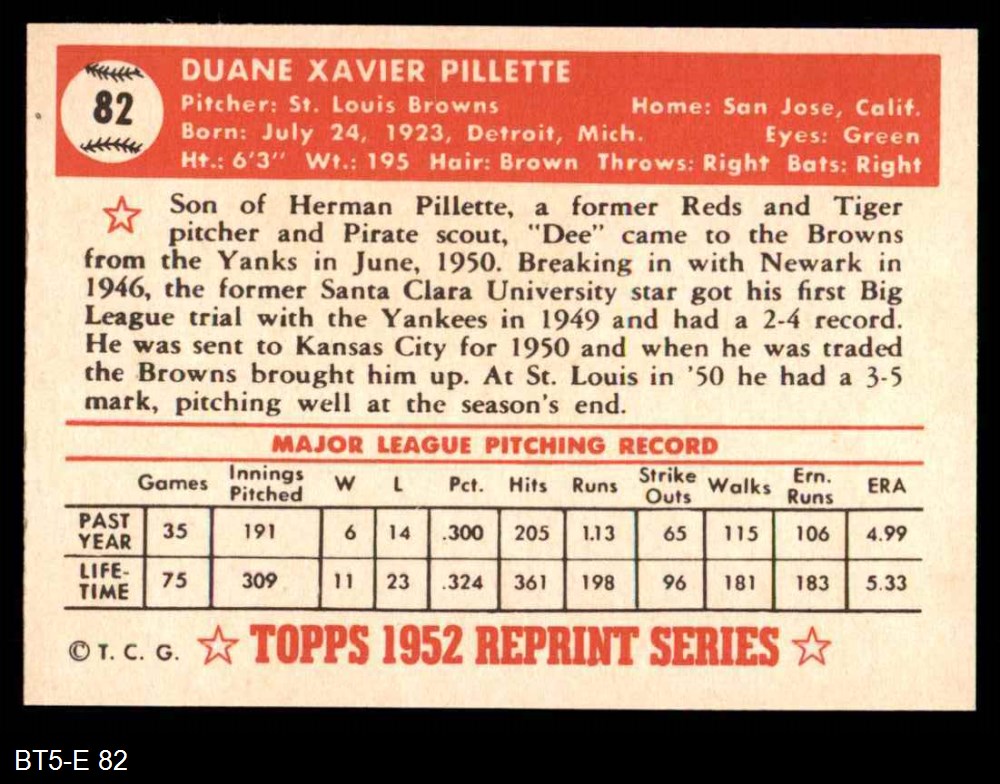 DUANE XAVIER PILLETTE
82
Pitcher: St. Louis Browns Home: San Jose, Calif.
Born: July 24, 1923, Detroit, Mich. Eyes: Green
Ht.: 6'3" Wt.: 195 Hair: Brown Throws: Right Bats: Right
Son of Herman Pillette, a former Reds and Tiger
pitcher and Pirate scout, "Dee" came to the Browns
from the Yanks in June, 1950. Breaking in with Newark in
1946, the former Santa Clara University star got his first Big
League trial with the Yankees in 1949 and had a 2-4 record.
He was sent to Kansas City for 1950 and when he was traded
the Browns brought him up. At St. Louis in '50 he had a 3-5
mark, pitching well at the season's end.
MAJOR LEAGUE PITCHING RECORD
Games Innings Pitched W L Pct. Hits Runs Strike Outs Walks Ern. Runs ERA
PAST YEAR 35 191 6 14 .300 205 1.13 65 115 106 4.99
LIFE-TIME 75 309 11 23 .324 361 198 96 181 183 5.33
© T. C. G. TOPPS 1952 REPRINT SERIES
BT5-E 82